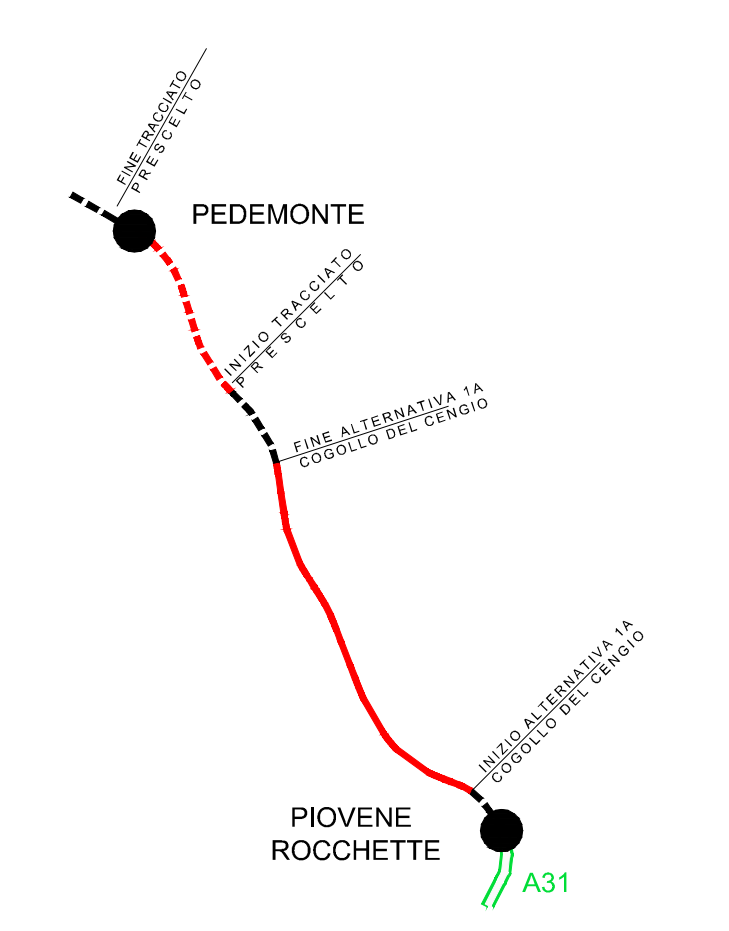 FINE TRACCIATO
PRESCELTO
PEDEMONTE
INIZIO TRACCIATO
PRESCELTO
FINE ALTERNATIVA 1A
COGOLLO DEL CENGIO
INIZIO ALTERNATIVA 1A
COGOLLO DEL CENGIO
PIOVENE
ROCCHETTE
A31